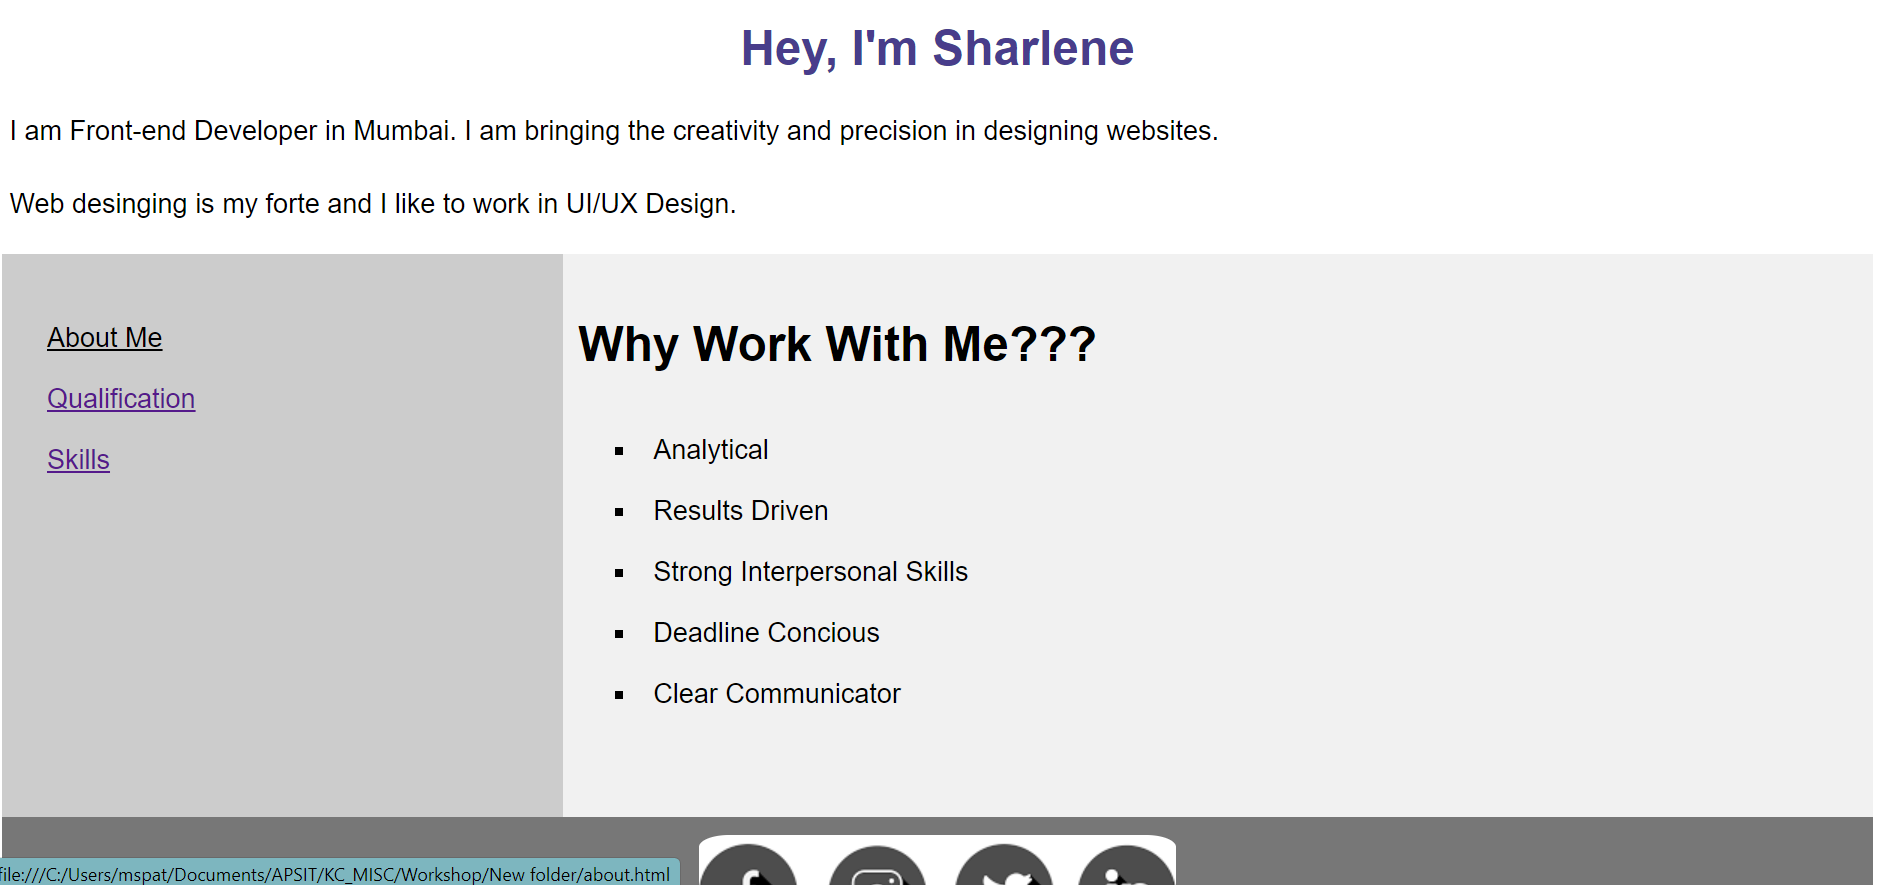 Hey, I'm Sharlene
I am Front-end Developer in Mumbai. I am bringing the creativity and precision in designing websites.
Web desinging is my forte and I like to work in UI/UX Design.
About Me
Qualification
Skills
Why Work With Me???
Analytical
Results Driven
Strong Interpersonal Skills
Deadline Concious
Clear Communicator
file:///C:/Users/mspat/Documents/APSIT/KC_MISC/Workshop/New folder/about.html